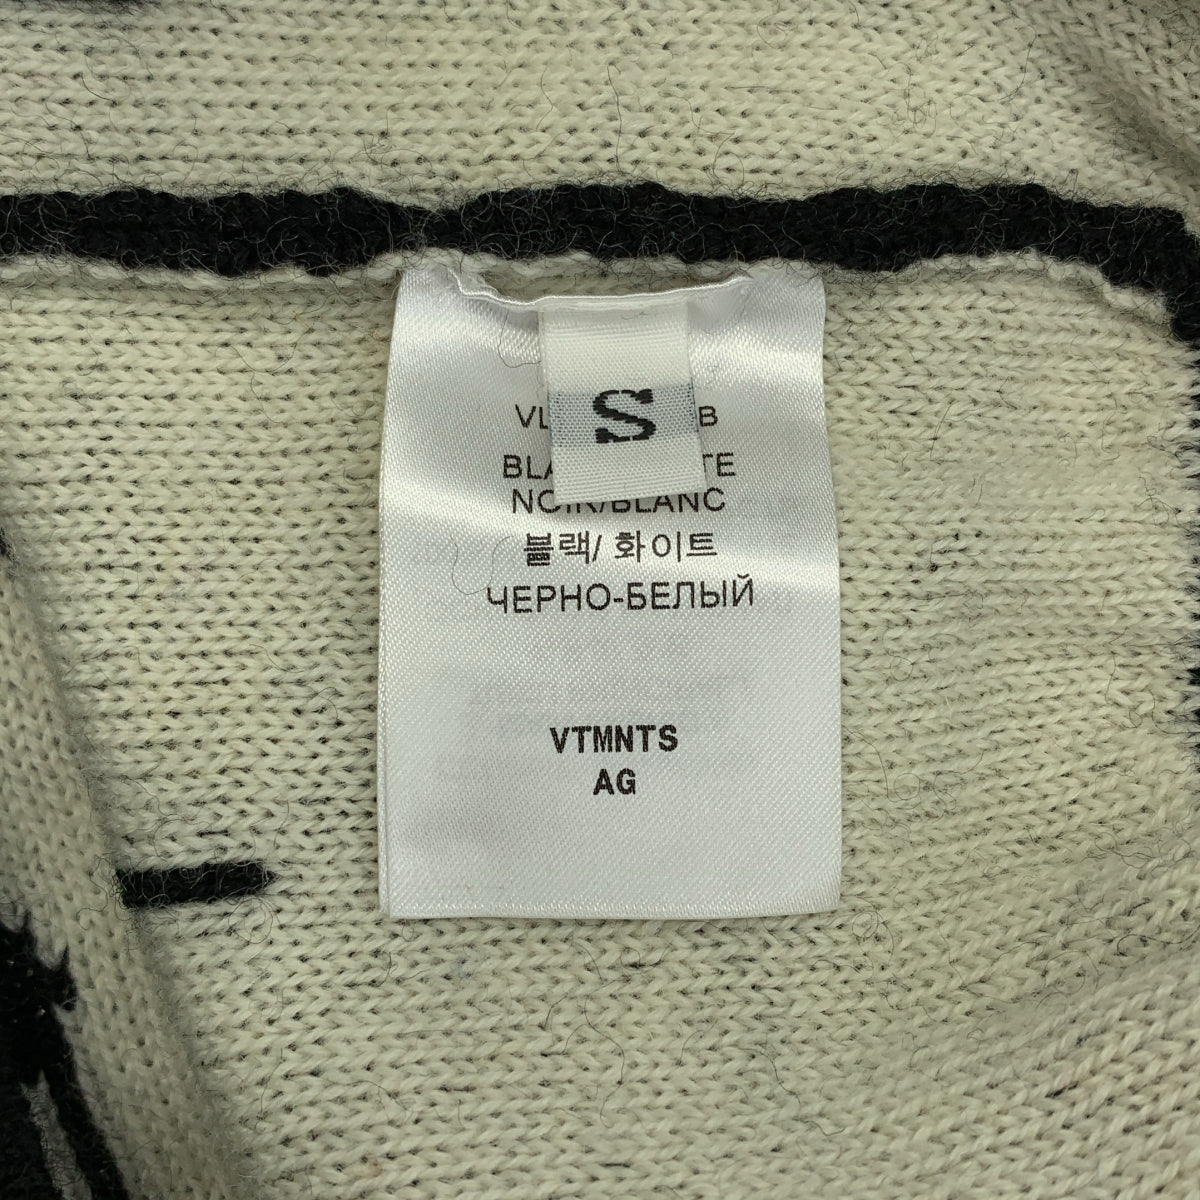 S
NOIR/BLANC
블랙/ 화이트
ЧЕРНО-БЕЛЫЙ
VTMNTS
AG